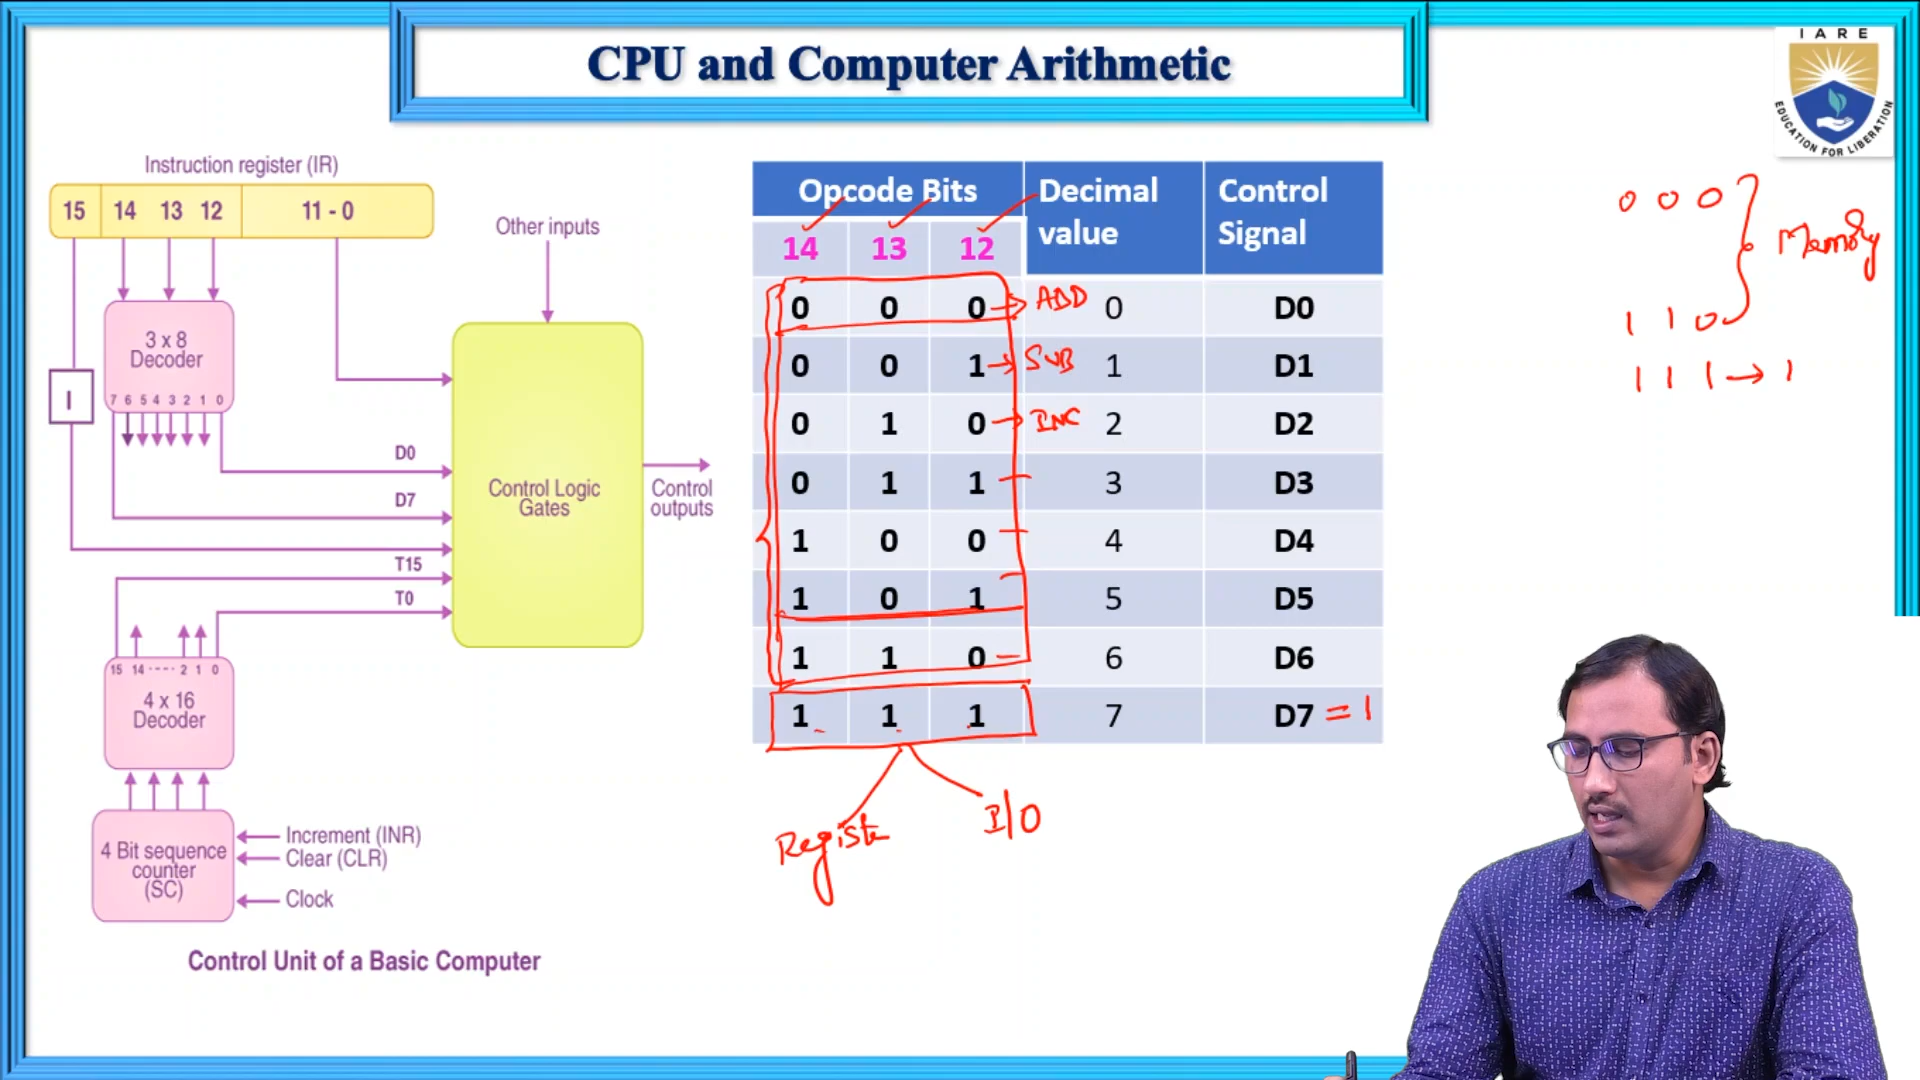 CPU and Computer Arithmetic
IARE
EDUCATION FOR LIBERATION
Instruction register (IR)
15 14 13 12 11 - 0
Other inputs
3 x 8
Decoder
7 6 5 4 3 2 1 0
I
D0
D7
Control Logic
Gates
Control
outputs
T15
T0
15 14 ---- 2 1 0
4 x 16
Decoder
4 Bit sequence
counter
(SC)
Increment (INR)
Clear (CLR)
Clock
Control Unit of a Basic Computer
Opcode Bits Decimal value Control Signal
14 13 12
0 0 0 → ADD 0 D0
0 0 1 → SUB 1 D1
0 1 0 → INC 2 D2
0 1 1 3 D3
1 0 0 4 D4
1 0 1 5 D5
1 1 0 6 D6
1 1 1 7 D7 = 1
Registe
I/O
0 0 0
Memory
1 1 0
1 1 1 → 1